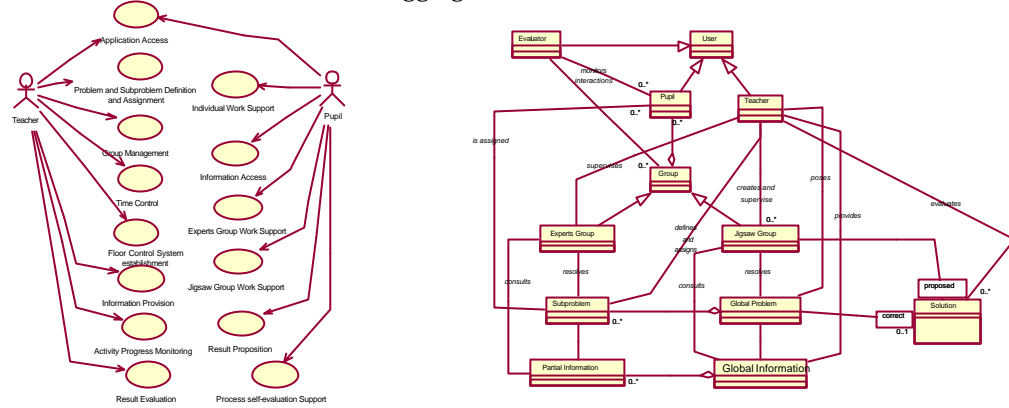 Application Access
Problem and Subproblem Definition
and Assignment
Individual Work Support
Teacher
Pupil
Group Management
Information Access
Time Control
Experts Group Work Support
Floor Control System
establishment
Jigsaw Group Work Support
Information Provision
Activity Progress Monitoring
Result Proposition
Result Evaluation
Process self-evaluation Support
Evaluator
User
monitors
interactions
0..*
Pupil
Teacher
0..*
0..*
is assigned
supervises
0..*
Group
creates and
supervise
poses
evaluates
provides
0..*
Experts Group
defines
and
assigns
Jigsaw Group
resolves
resolves
consults
consults
proposed
0..*
Subproblem
Global Problem
Solution
0..*
correct
0..1
Partial Information
Global Information
0..*